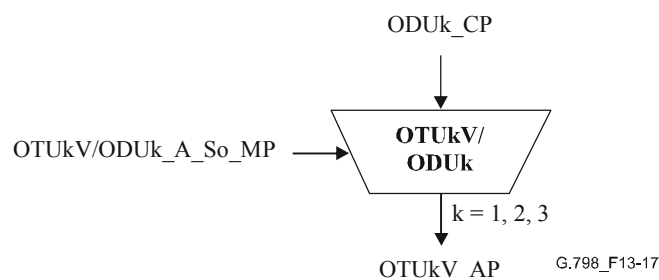 ODUk_CP
OTUkV/ODUk_A_So_MP
OTUkV/
ODUk
k = 1, 2, 3
OTUkV_AP
G.798_F13-17